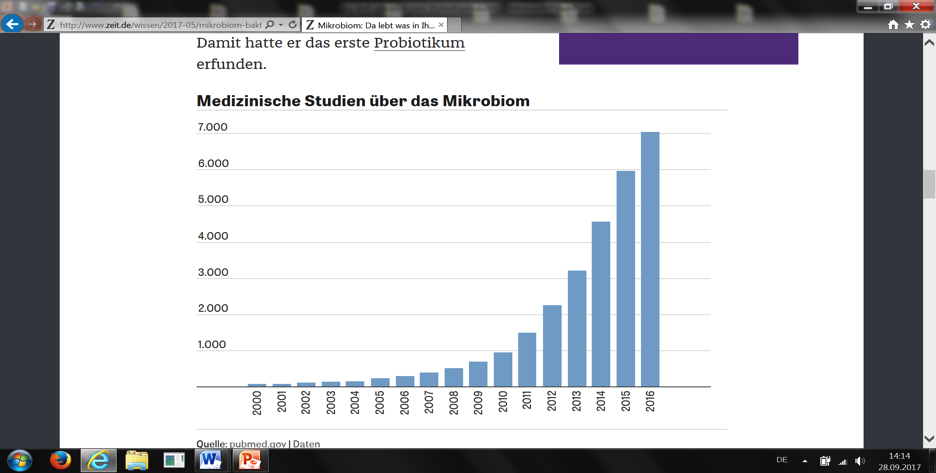 http://www.zeit.de/wissen/2017-05/mikrobiom-bakt
Mikrobiom: Da lebt was in Ih...
Damit hatte er das erste Probiotikum
erfunden.
Medizinische Studien über das Mikrobiom
7.000
6.000
5.000
4.000
3.000
2.000
1.000
2000 2001 2002 2003 2004 2005 2006 2007 2008 2009 2010 2011 2012 2013 2014 2015 2016
Quelle: pubmed.gov | Daten
DE
14:14
28.09.2017